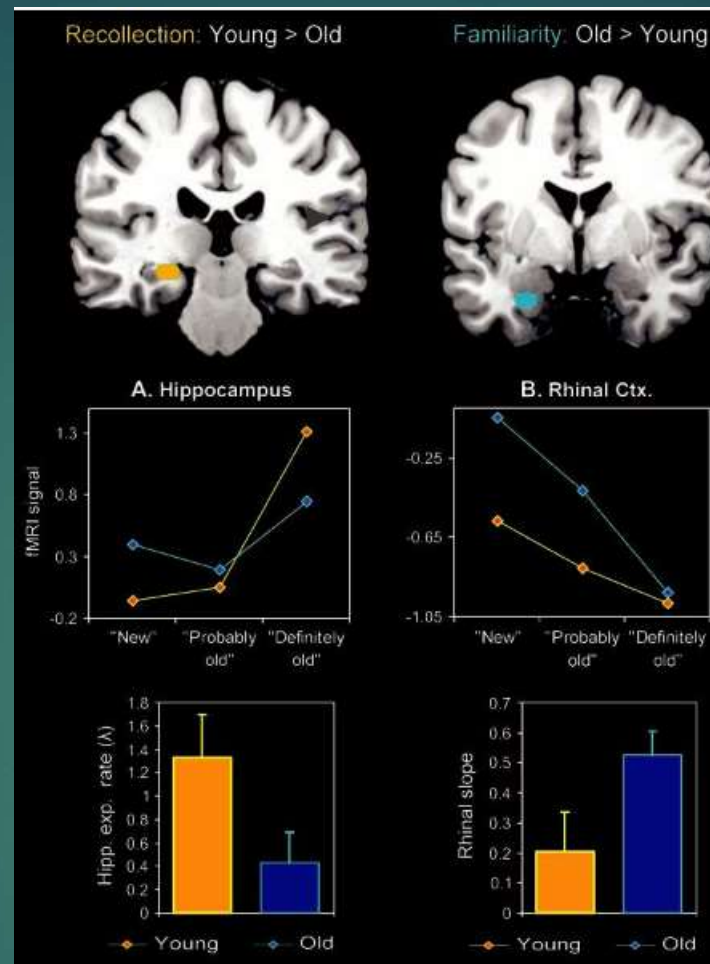 Recollection: Young > Old
Familiarity: Old > Young
A. Hippocampus
fMRI signal
1.3
0.8
0.3
-0.2
"New"
"Probably
old"
"Definitely
old"
B. Rhinal Ctx.
-0.25
-0.65
-1.05
"New"
"Probably
old"
"Definitely
old"
Hipp. exp. rate (λ)
1.8
1.6
1.4
1.2
1
0.8
0.6
0.4
0.2
0
Young
Old
Rhinal slope
0.7
0.6
0.5
0.4
0.3
0.2
0.1
0
Young
Old